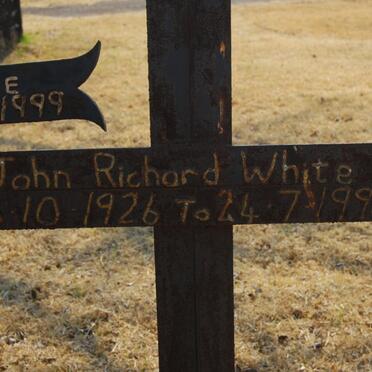 E
1999
John Richard White
10 1926 To 24 7 199